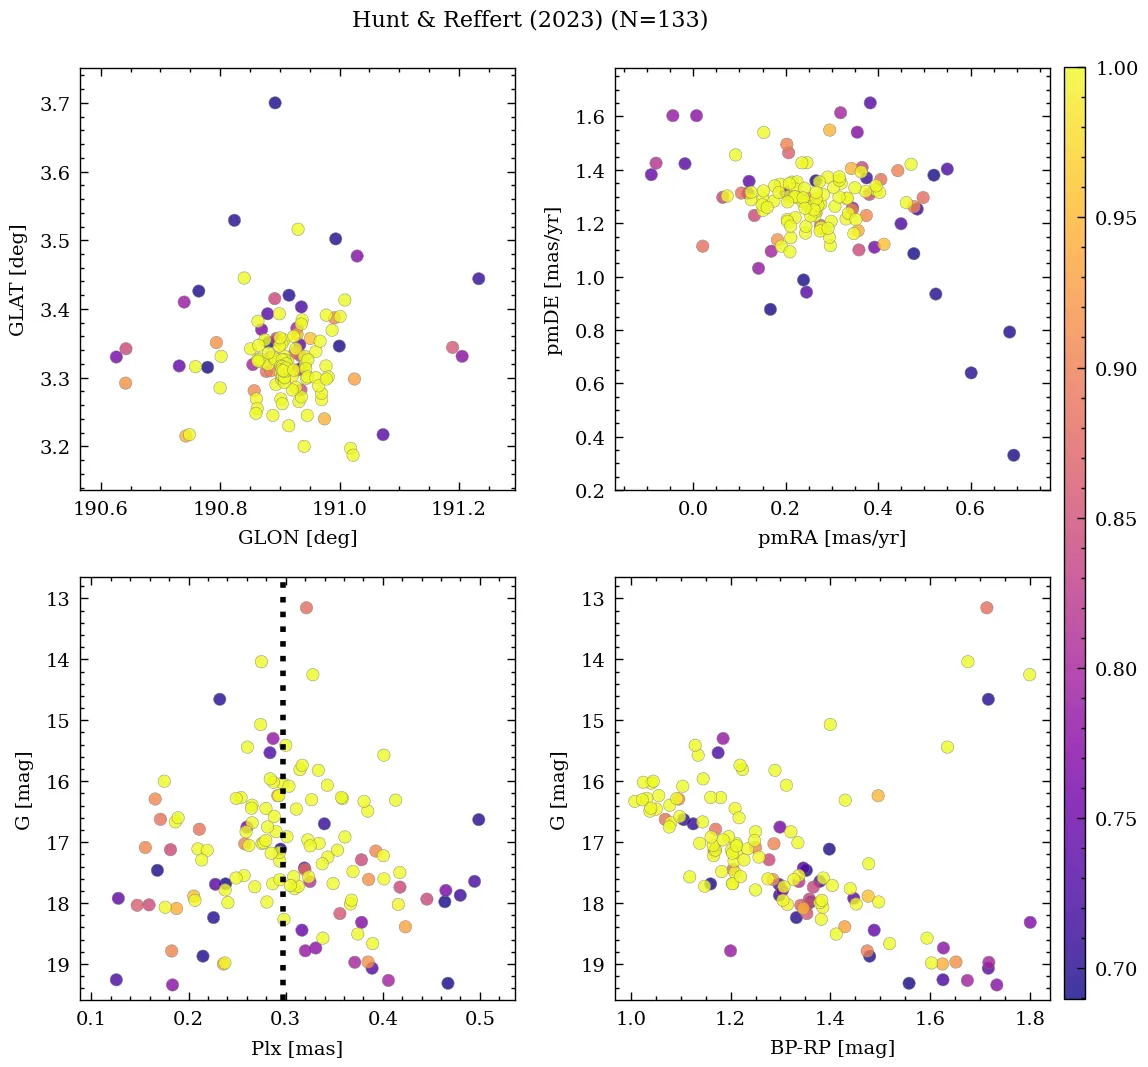 Hunt & Reffert (2023) (N=133)
3.7
3.6
3.5
3.4
3.3
3.2
GLAT [deg]
190.6 190.8 191.0 191.2
GLON [deg]
1.6
1.4
1.2
1.0
0.8
0.6
0.4
0.2
pmDE [mas/yr]
0.0 0.2 0.4 0.6
pmRA [mas/yr]
13
14
15
16
17
18
19
G [mag]
0.1 0.2 0.3 0.4 0.5
Plx [mas]
13
14
15
16
17
18
19
G [mag]
1.0 1.2 1.4 1.6 1.8
BP-RP [mag]
1.00
0.95
0.90
0.85
0.80
0.75
0.70